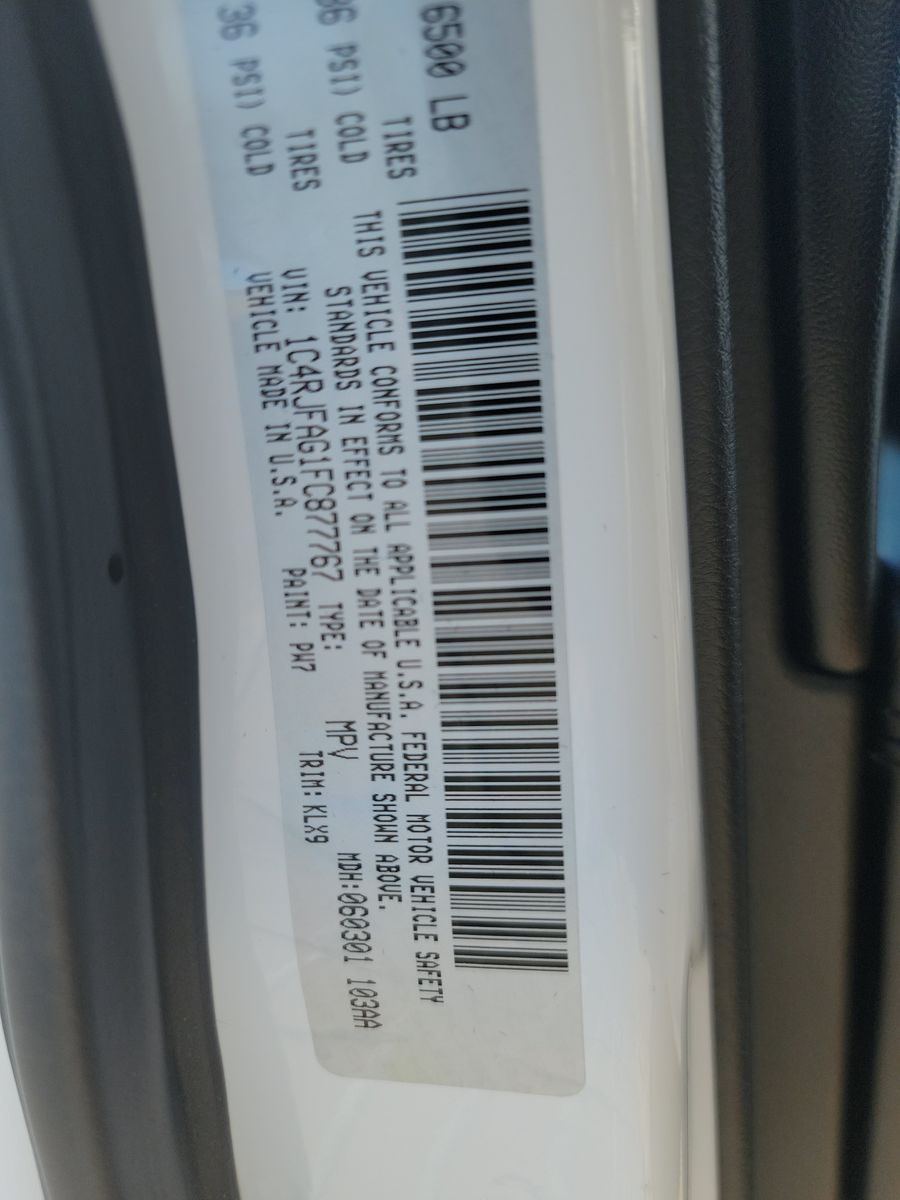 6500 LB
TIRES
36 PSI) COLD
TIRES
36 PSI) COLD
THIS VEHICLE CONFORMS TO ALL APPLICABLE U.S.A. FEDERAL MOTOR VEHICLE SAFETY
STANDARDS IN EFFECT ON THE DATE OF MANUFACTURE SHOWN ABOVE.
VIN: 1C4RJFAG1FC877767 TYPE: MPV MDH:060301 103AA
VEHICLE MADE IN U.S.A. PAINT: PW7 TRIM: KLX9